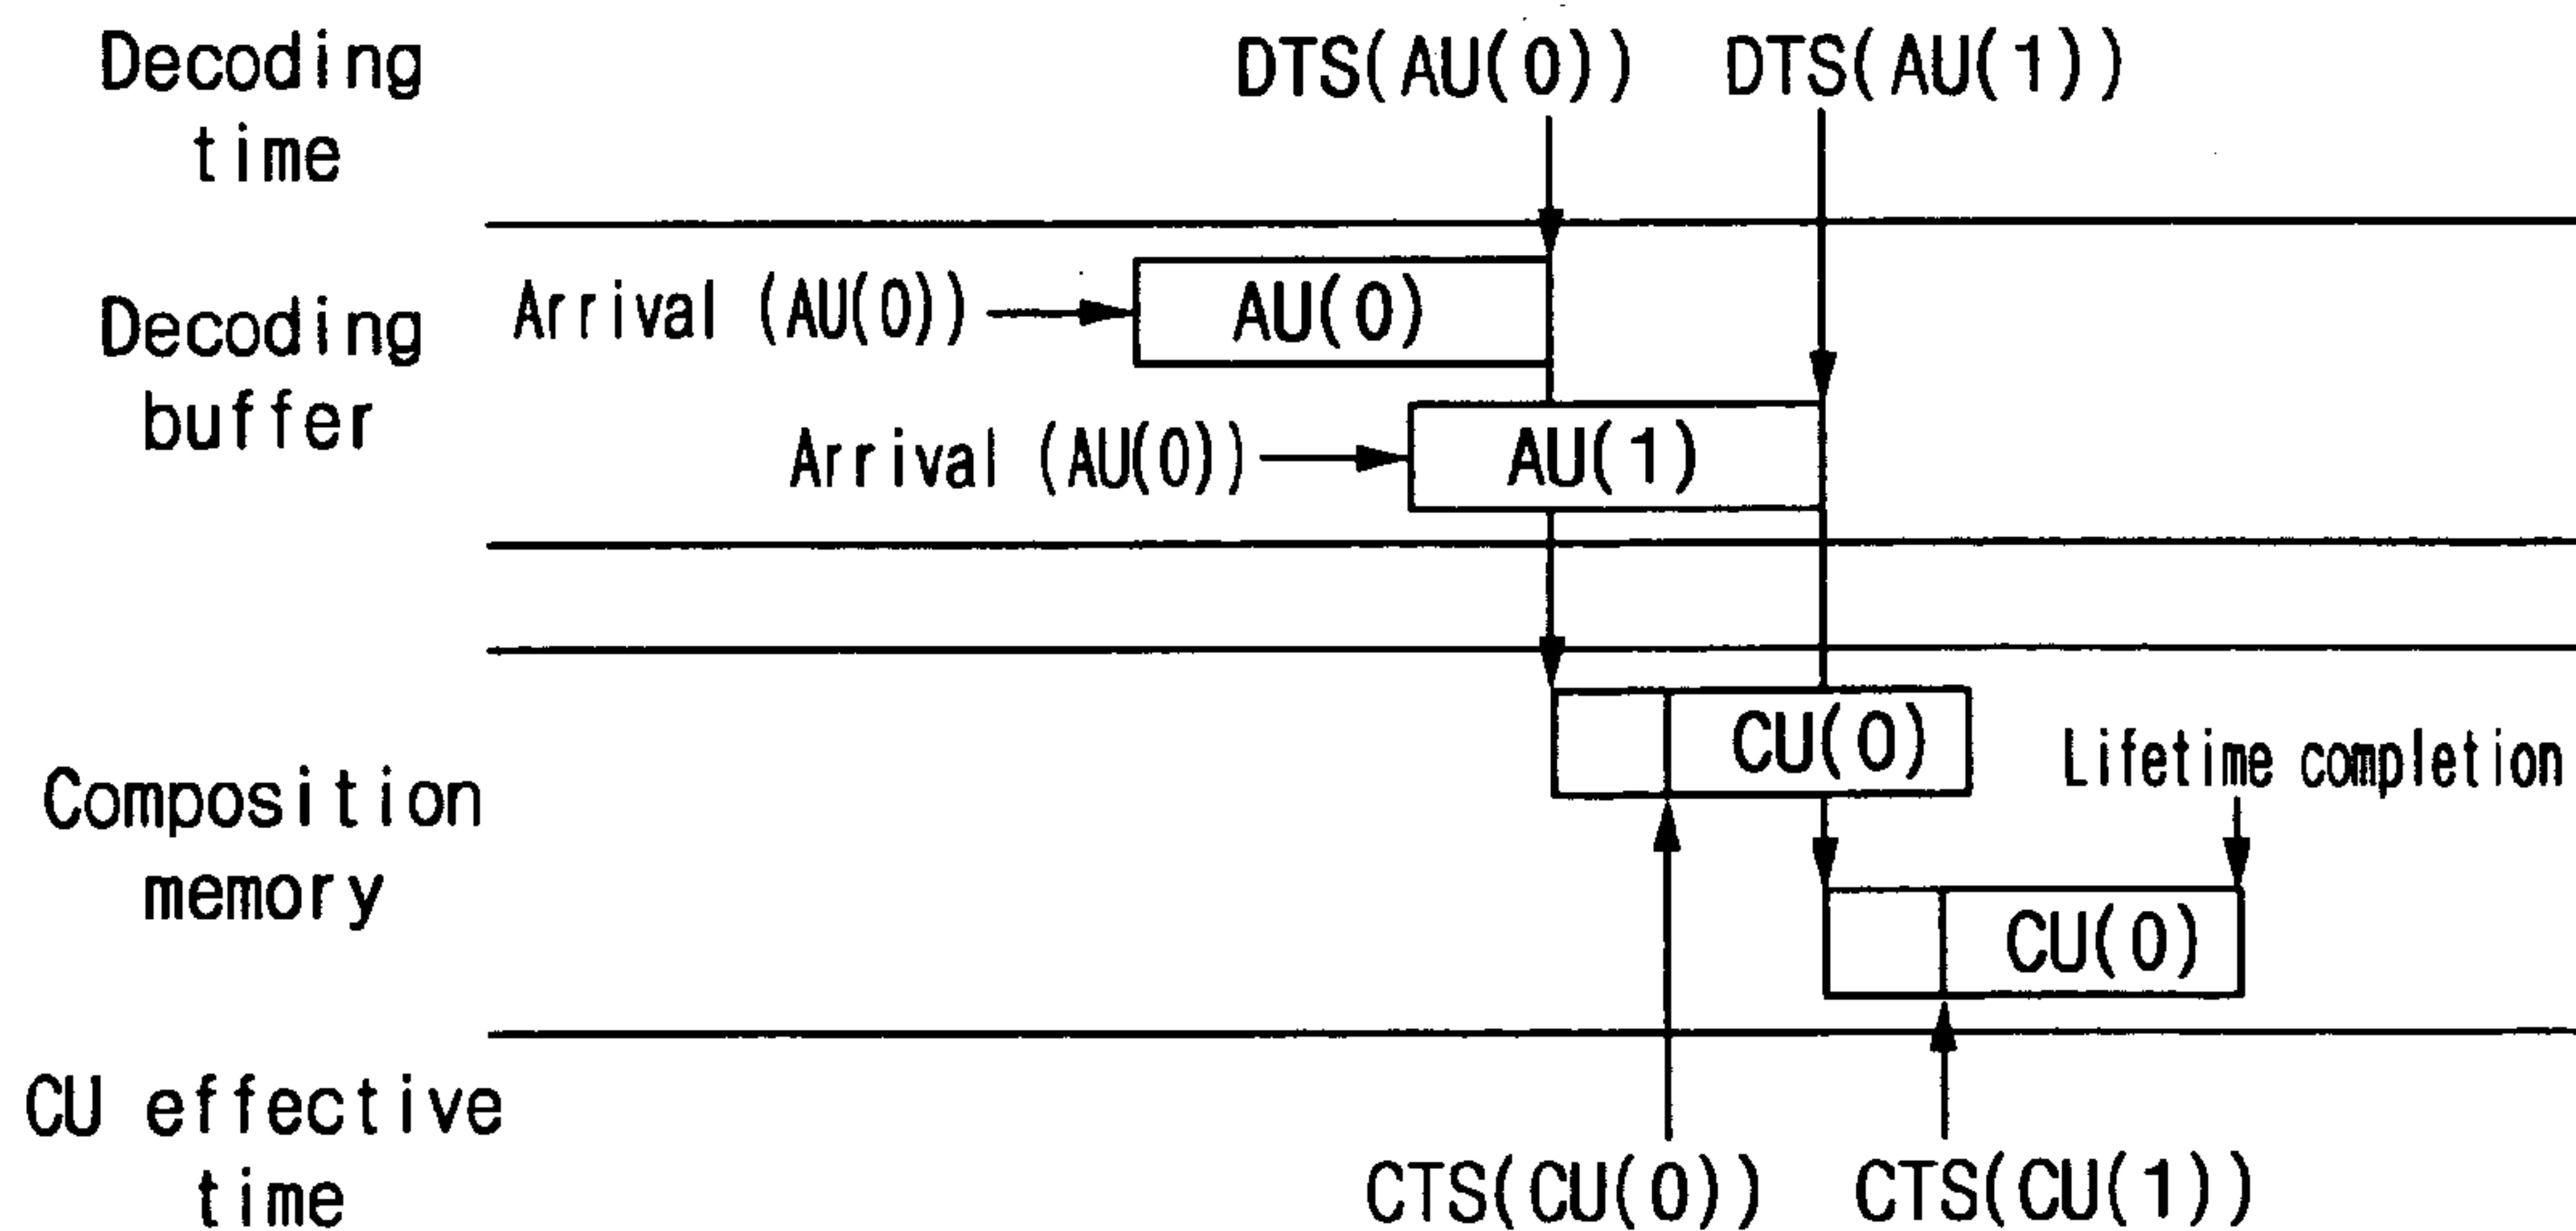 Decoding
time
DTS(AU(0))
DTS(AU(1))
Decoding
buffer
Arrival (AU(0))
AU(0)
Arrival (AU(0))
AU(1)
Composition
memory
CU(0)
Lifetime completion
CU(0)
CU effective
time
CTS(CU(0))
CTS(CU(1))